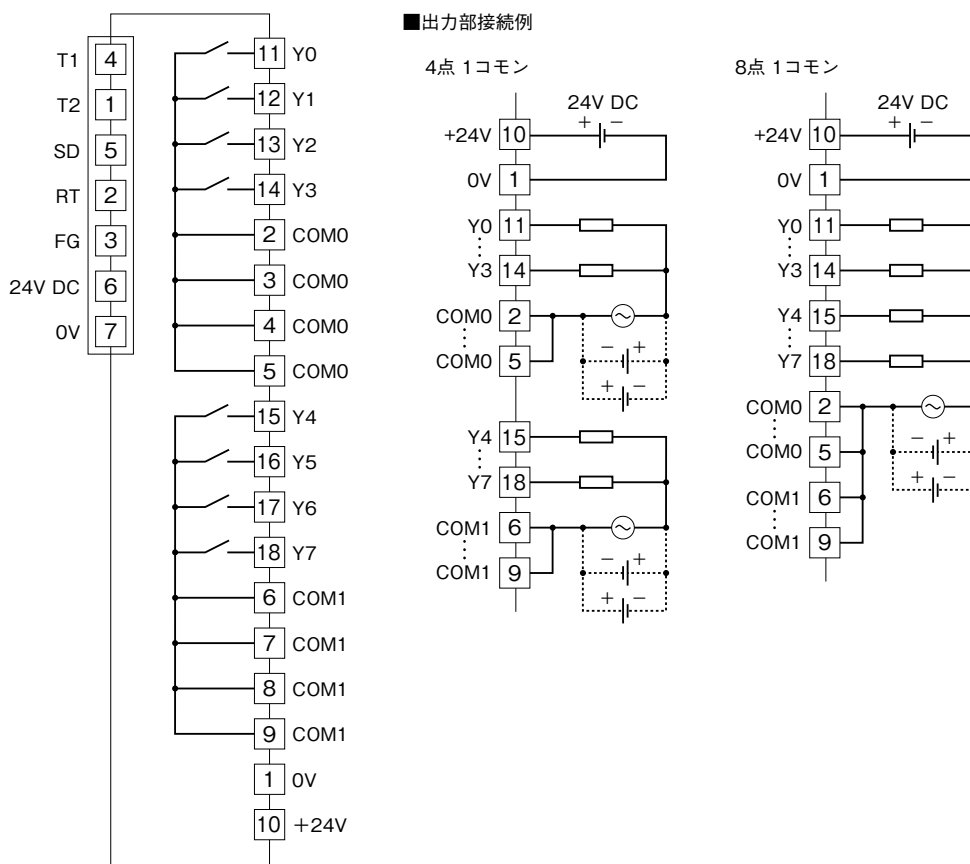 T1 4
T2 1
SD 5
RT 2
FG 3
24V DC 6
0V 7
11 Y0
12 Y1
13 Y2
14 Y3
2 COM0
3 COM0
4 COM0
5 COM0
15 Y4
16 Y5
17 Y6
18 Y7
6 COM1
7 COM1
8 COM1
9 COM1
1 0V
10 +24V
■出力部接続例
4点 1コモン
24V DC
+ −
+24V 10
0V 1
Y0 11
Y3 14
COM0 2
− +
COM0 5
+ −
Y4 15
Y7 18
COM1 6
− +
COM1 9
+ −
8点 1コモン
24V DC
+ −
+24V 10
0V 1
Y0 11
Y3 14
Y4 15
Y7 18
COM0 2
COM0 5
− +
+ −
COM1 6
COM1 9